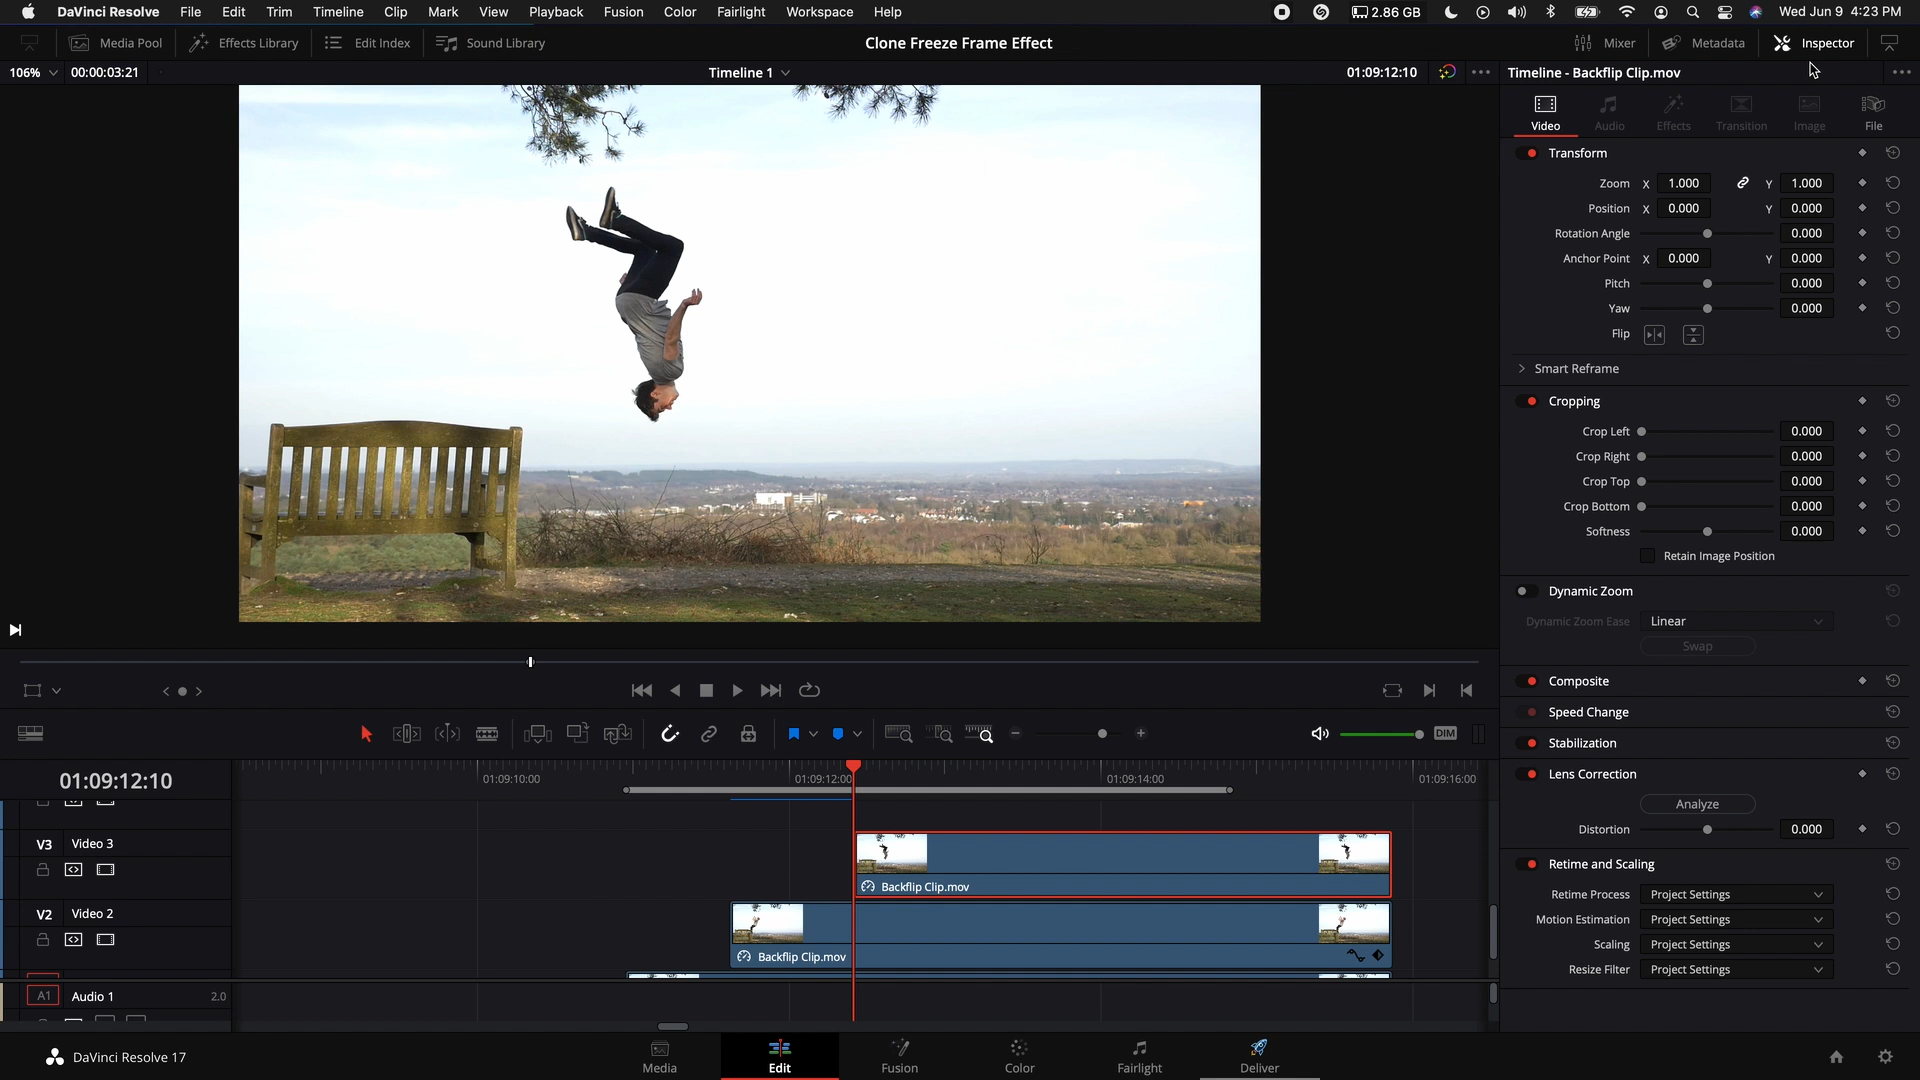 DaVinci Resolve File Edit Trim Timeline Clip Mark View Playback Fusion Color Fairlight Workspace Help 2.86 GB Wed Jun 9 4:23 PM
Media Pool Effects Library Edit Index Sound Library Clone Freeze Frame Effect Mixer Metadata Inspector
106% 00:00:03:21 Timeline 1 01:09:12:10 Timeline - Backflip Clip.mov
Video Audio Effects Transition Image File
Transform
Zoom X 1.000 Y 1.000
Position X 0.000 Y 0.000
Rotation Angle 0.000
Anchor Point X 0.000 Y 0.000
Pitch 0.000
Yaw 0.000
Flip
Smart Reframe
Cropping
Crop Left 0.000
Crop Right 0.000
Crop Top 0.000
Crop Bottom 0.000
Softness 0.000
Retain Image Position
Dynamic Zoom
Dynamic Zoom Ease Linear
Swap
Composite
Speed Change
Stabilization
Lens Correction
Analyze
Distortion 0.000
Retime and Scaling
Retime Process Project Settings
Motion Estimation Project Settings
Scaling Project Settings
Resize Filter Project Settings
DIM
01:09:12:10 01:09:10:00 01:09:12:00 01:09:14:00 01:09:16:00
V3 Video 3
Backflip Clip.mov
V2 Video 2
Backflip Clip.mov
A1 Audio 1 2.0
DaVinci Resolve 17 Media Edit Fusion Color Fairlight Deliver